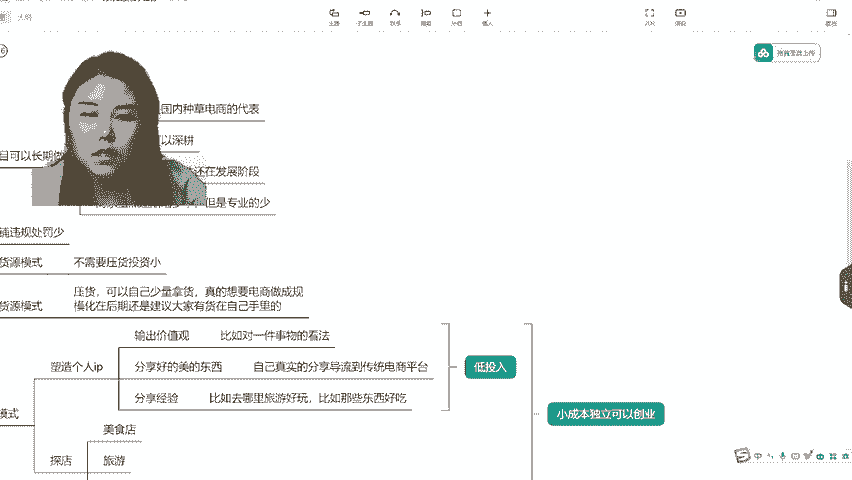 大纲
主题
子主题
联系
概要
外框
插入
6
拖拽至此上传
国内种草电商的代表
以深耕
目可以长期做
还在发展阶段
但是专业的少
铺违规处罚少
货源模式
不需要压货投资小
货源模式
压货，可以自己少量拿货，真的想要电商做成规
模化在后期还是建议大家有货在自己手里的
输出价值观
比如对一件事物的看法
塑造个人ip
分享好的美的东西
自己真实的分享导流到传统电商平台
低投入
分享经验
比如去哪里旅游好玩，比如那些东西好吃
小成本独立可以创业
模式
美食店
探店
旅游
中